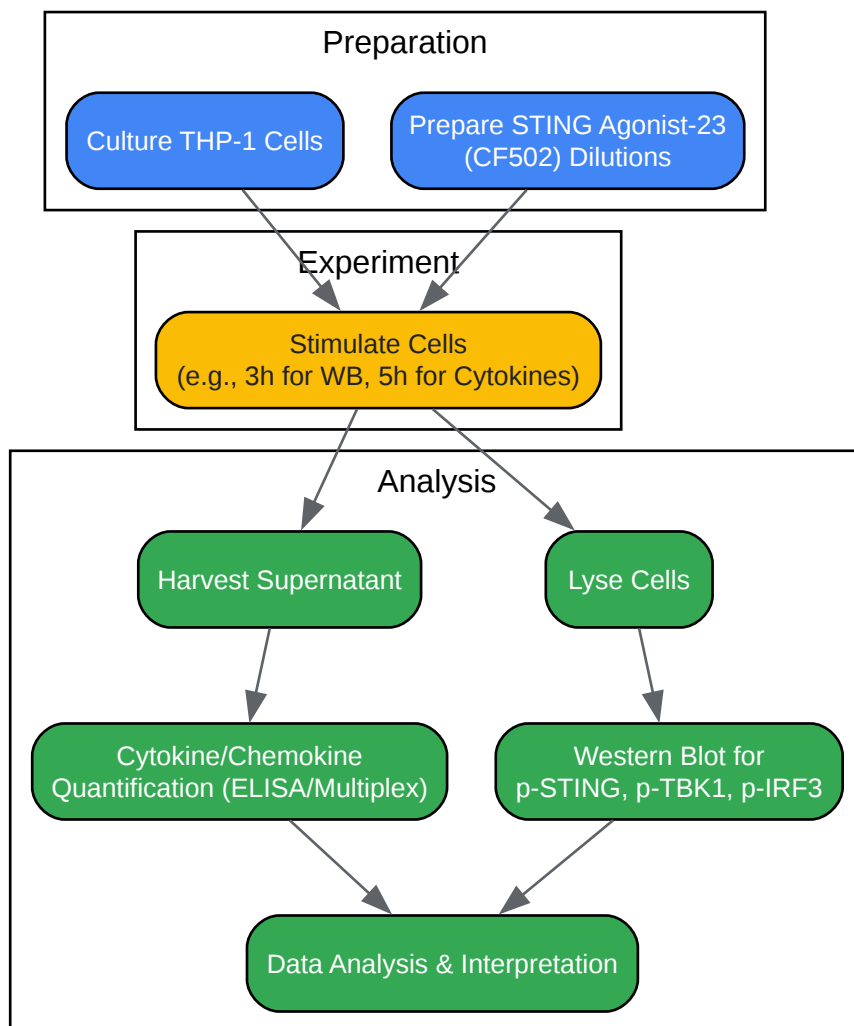 Preparation
Culture THP-1 Cells
Prepare STING Agonist-23
(CF502) Dilutions
Experiment
Stimulate Cells
(e.g., 3h for WB, 5h for Cytokines)
Analysis
Harvest Supernatant
Lyse Cells
Cytokine/Chemokine
Quantification (ELISA/Multiplex)
Western Blot for
p-STING, p-TBK1, p-IRF3
Data Analysis & Interpretation